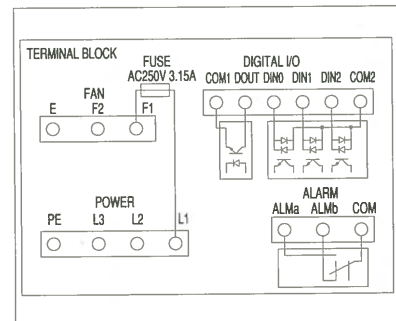 TERMINAL BLOCK
FUSE
AC250V 3.15A
FAN
E F2 F1
DIGITAL I/O
COM1 DOUT DIN0 DIN1 DIN2 COM2
POWER
PE L3 L2 L1
ALARM
ALMa ALMb COM